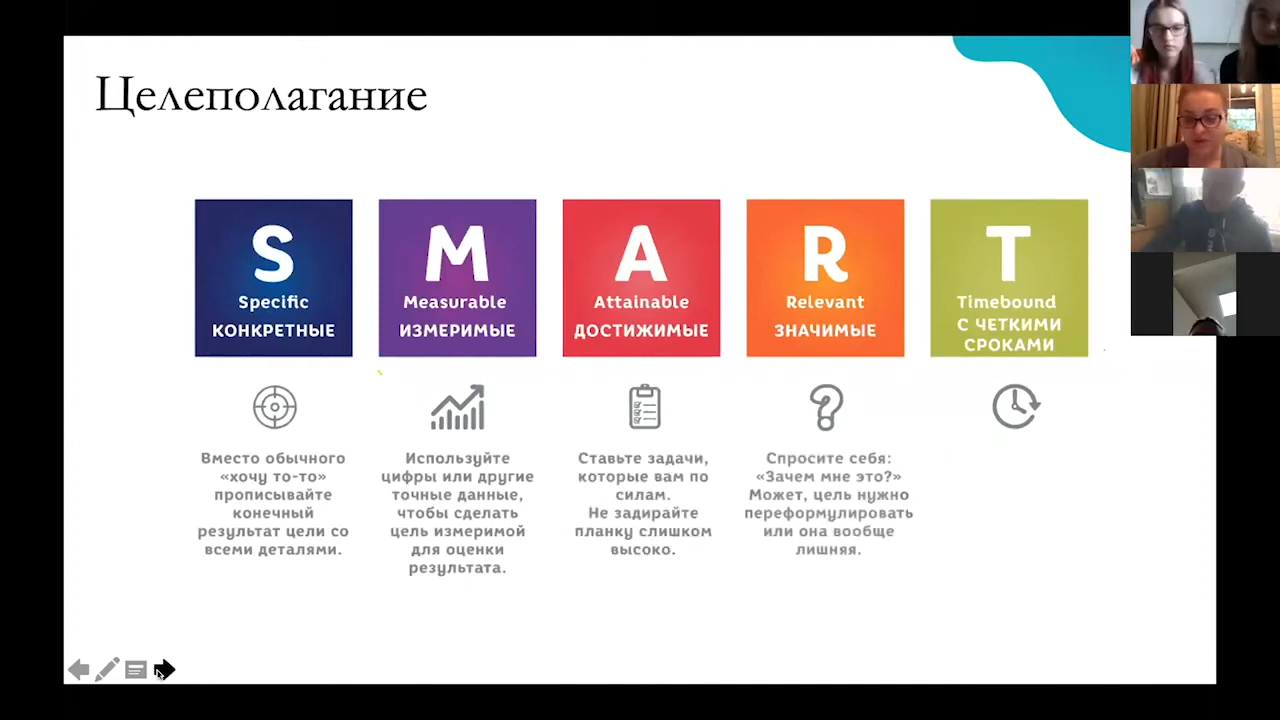 Целеполагание
S
Specific
КОНКРЕТНЫЕ
Вместо обычного
«хочу то-то»
прописывайте
конечный
результат цели со
всеми деталями.
M
Measurable
ИЗМЕРИМЫЕ
Используйте
цифры или другие
точные данные,
чтобы сделать
цель измеримой
для оценки
результата.
A
Attainable
ДОСТИЖИМЫЕ
Ставьте задачи,
которые вам по
силам.
Не задирайте
планку слишком
высоко.
R
Relevant
ЗНАЧИМЫЕ
Спросите себя:
«Зачем мне это?»
Может, цель нужно
переформулировать
или она вообще
лишняя.
T
Timebound
С ЧЕТКИМИ
СРОКАМИ